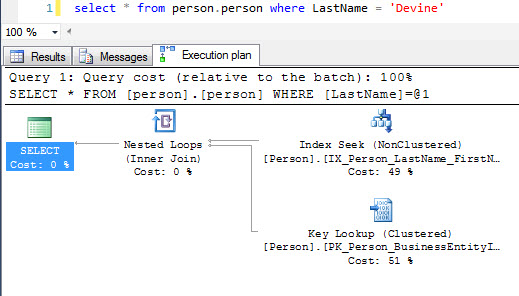 1 select * from person.person where LastName = 'Devine'
100 %
Results Messages Execution plan
Query 1: Query cost (relative to the batch): 100%
SELECT * FROM [person].[person] WHERE [LastName]=@1
SELECT
Cost: 0 %
Nested Loops
(Inner Join)
Cost: 0 %
Index Seek (NonClustered)
[Person].[IX_Person_LastName_FirstN…
Cost: 49 %
Key Lookup (Clustered)
[Person].[PK_Person_BusinessEntityI…
Cost: 51 %